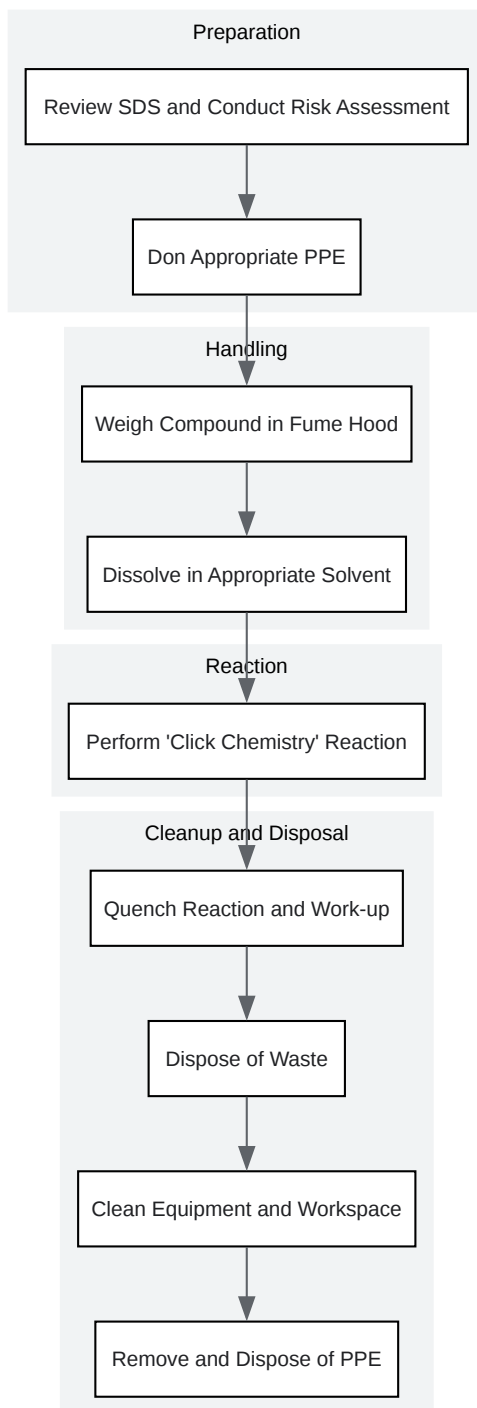 Preparation
Review SDS and Conduct Risk Assessment
Don Appropriate PPE
Handling
Weigh Compound in Fume Hood
Dissolve in Appropriate Solvent
Reaction
Perform 'Click Chemistry' Reaction
Cleanup and Disposal
Quench Reaction and Work-up
Dispose of Waste
Clean Equipment and Workspace
Remove and Dispose of PPE